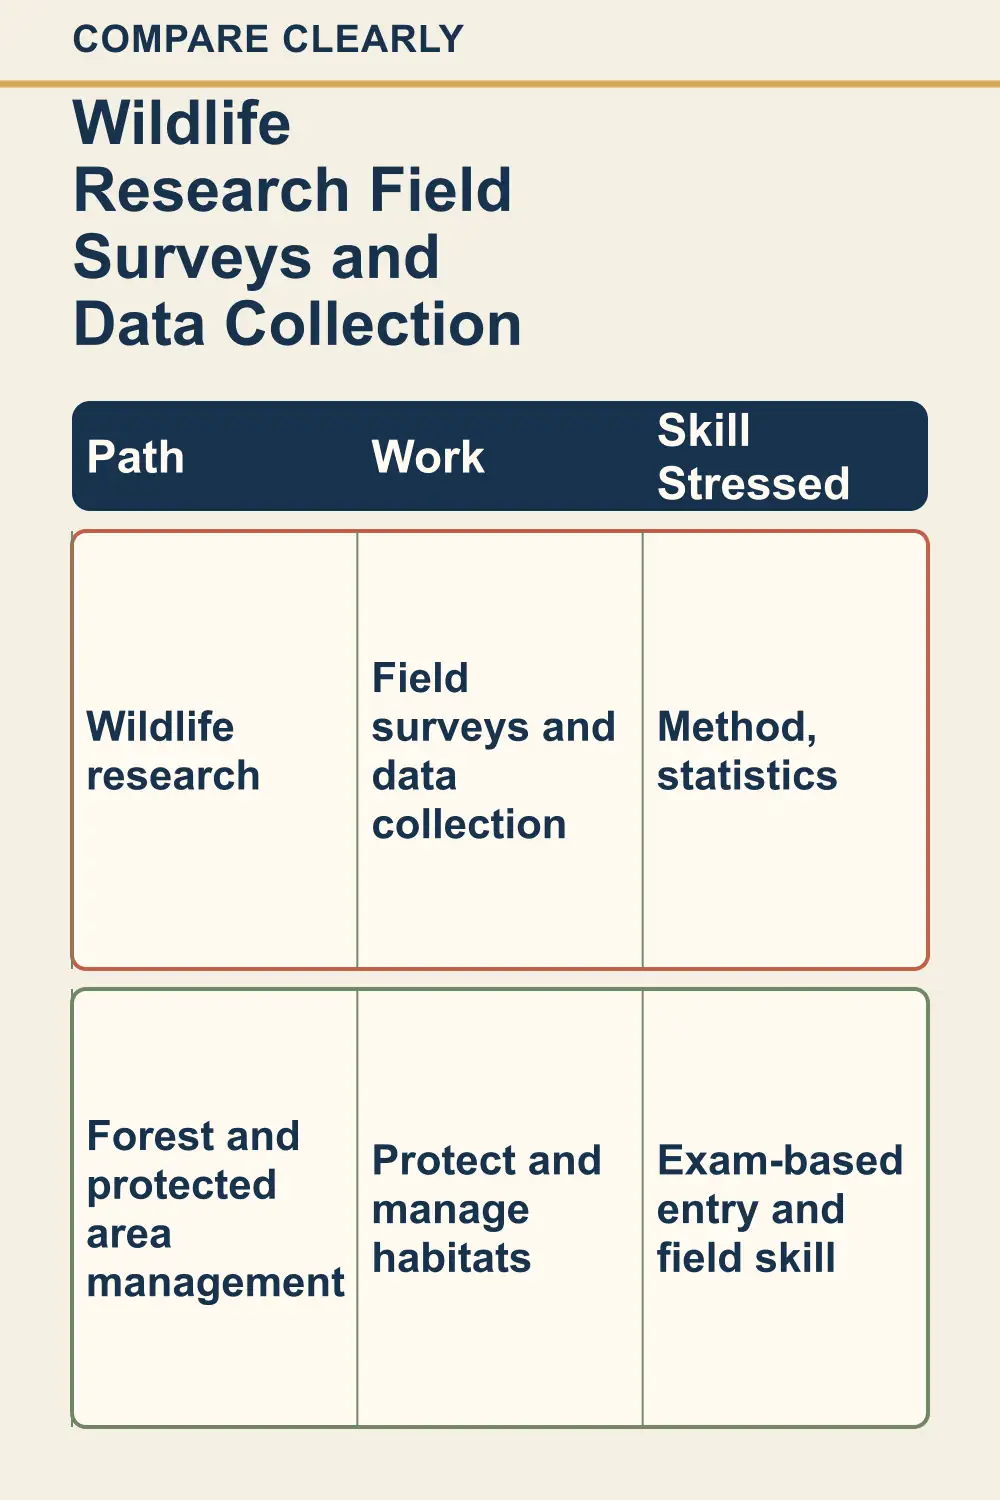 COMPARE CLEARLY
Wildlife
Research Field
Surveys and
Data Collection
Path
Work
Skill
Stressed
Wildlife
research
Field
surveys and
data
collection
Method,
statistics
Forest and
protected
area
management
Protect and
manage
habitats
Exam-based
entry and
field skill